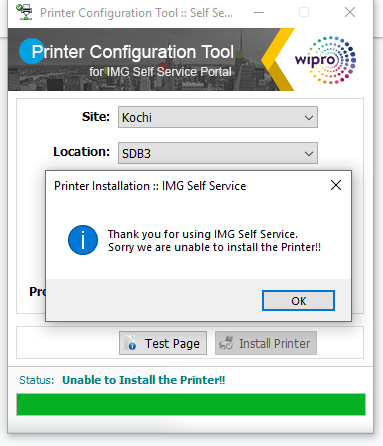 Printer Configuration Tool :: Self Se...
Printer Configuration Tool
for IMG Self Service Portal
wipro
Site: Kochi
Location: SDB3
Printer Installation :: IMG Self Service
Thank you for using IMG Self Service.
Sorry we are unable to install the Printer!!
OK
Test Page
Install Printer
Status: Unable to Install the Printer!!